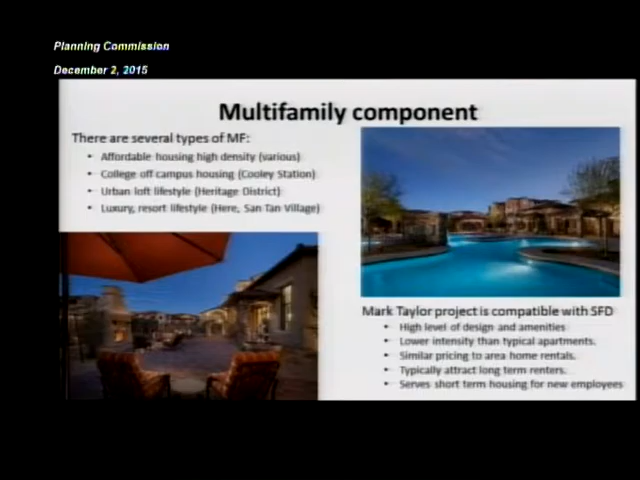 Planning Commission
December 2, 2015
Multifamily component
There are several types of MF:
• Affordable housing high density (various)
• College off campus housing (Cooley Station)
• Urban loft lifestyle (Heritage District)
• Luxury, resort lifestyle (Here, San Tan Village)
Mark Taylor project is compatible with SFD
• High level of design and amenities
• Lower intensity than typical apartments.
• Similar pricing to area home rentals.
• Typically attract long term renters.
• Serves short term housing for new employees